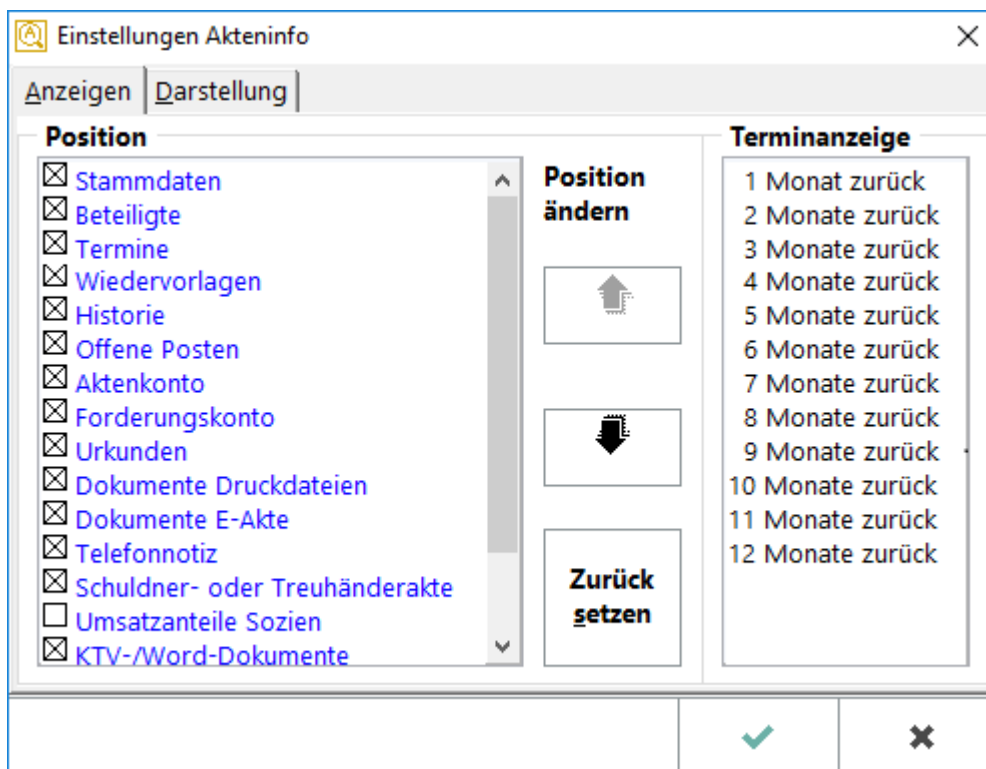 Einstellungen Akteninfo
Anzeigen
Darstellung
Position
Stammdaten
Beteiligte
Termine
Wiedervorlagen
Historie
Offene Posten
Aktenkonto
Forderungskonto
Urkunden
Dokumente Druckdateien
Dokumente E-Akte
Telefonnotiz
Schuldner- oder Treuhänderakte
Umsatzanteile Sozien
KTV-/Word-Dokumente
Position
ändern
Zurück
setzen
Terminanzeige
1 Monat zurück
2 Monate zurück
3 Monate zurück
4 Monate zurück
5 Monate zurück
6 Monate zurück
7 Monate zurück
8 Monate zurück
9 Monate zurück
10 Monate zurück
11 Monate zurück
12 Monate zurück